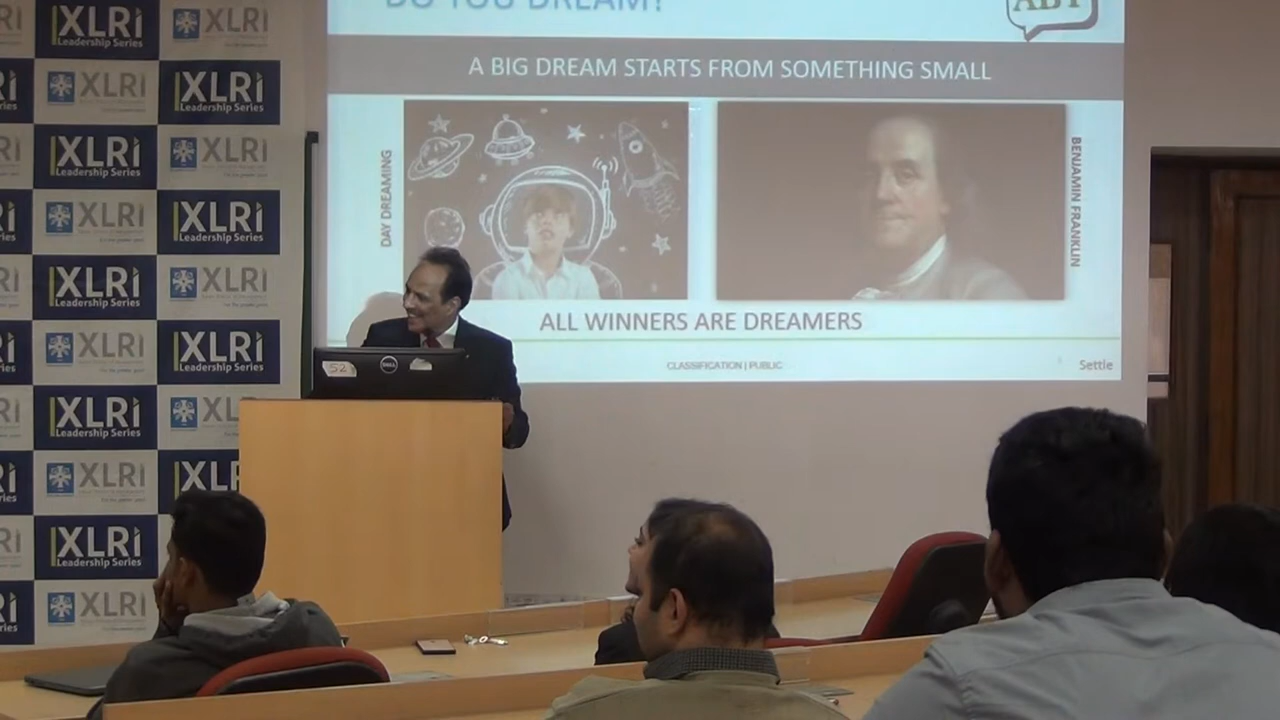 DO YOU DREAM?
A BIG DREAM STARTS FROM SOMETHING SMALL
DAY DREAMING
BENJAMIN FRANKLIN
ALL WINNERS ARE DREAMERS
CLASSIFICATION | PUBLIC
Settle
XLRI
Leadership Series
XLRI
XLRI
XLRI
Leadership Series
XLRI
Leadership Series
XLRI
XLRI
XLRI
Leadership Series
XLRI
Leadership Series
XLRI
XLRI
XLRI
Leadership Series
XLRI
Leadership Series
XLRI
XLRI
Leadership Series
XLRI
52
DELL